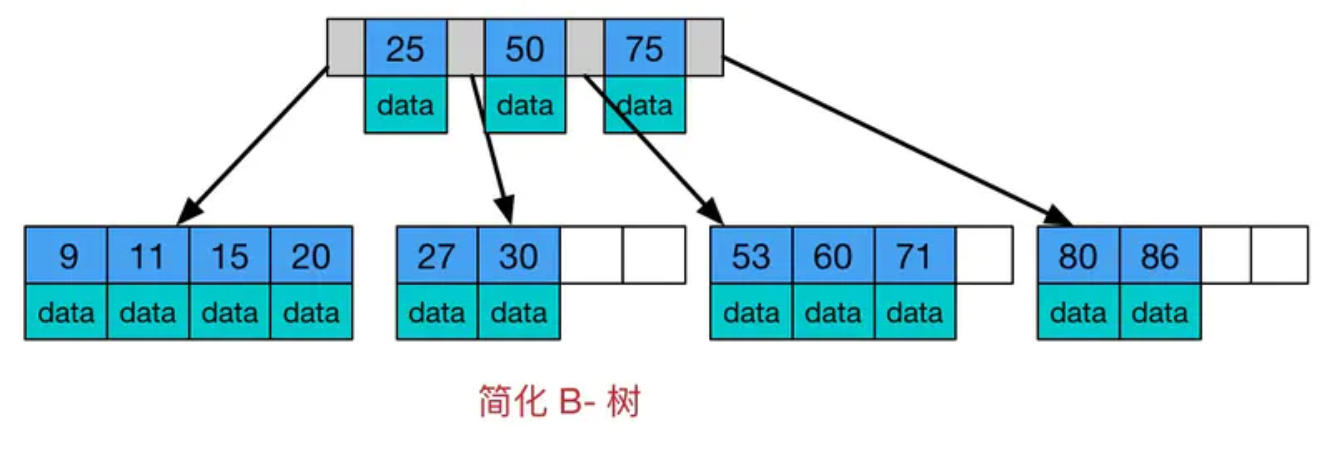 25 50 75
data data data
9 11 15 20 27 30 53 60 71 80 86
data data data data data data data data data data data
简化 B- 树